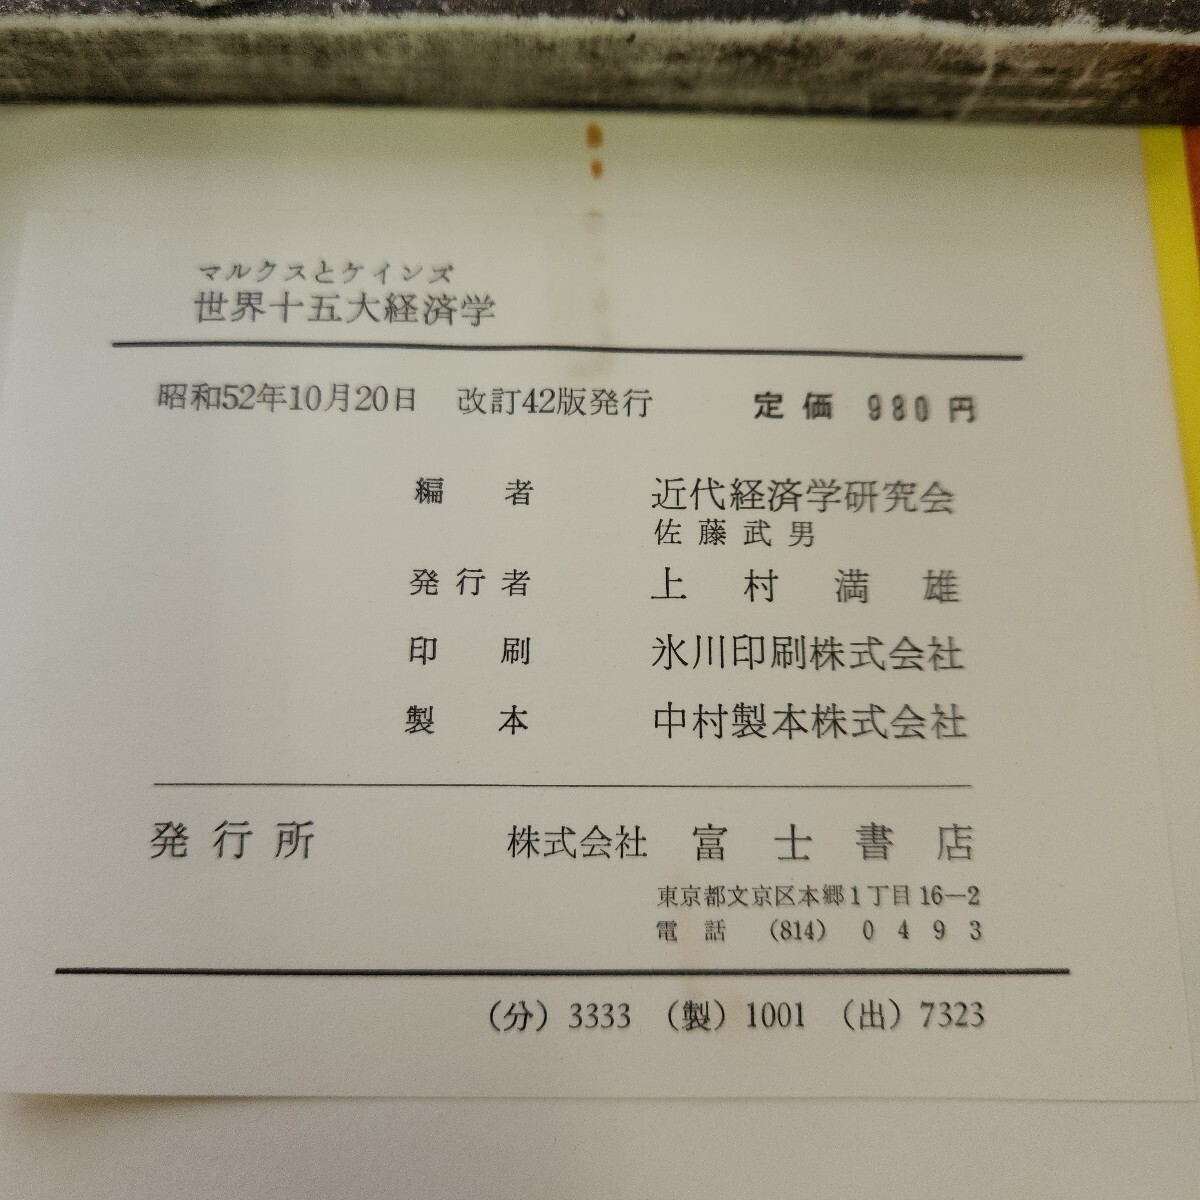 マルクスとケインズ
世界十五大経済学
昭和52年10月20日　改訂42版発行　定価 980円
編者　近代経済学研究会
佐藤武男
発行者　上村満雄
印刷　氷川印刷株式会社
製本　中村製本株式会社
発行所　株式会社 富士書店
東京都文京区本郷1丁目16—2
電話　(814) 0493
(分) 3333 (製) 1001 (出) 7323